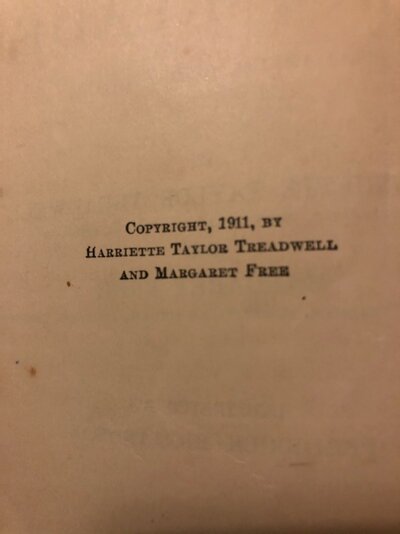 Copyright, 1911, by
Harriette Taylor Treadwell
and Margaret Free